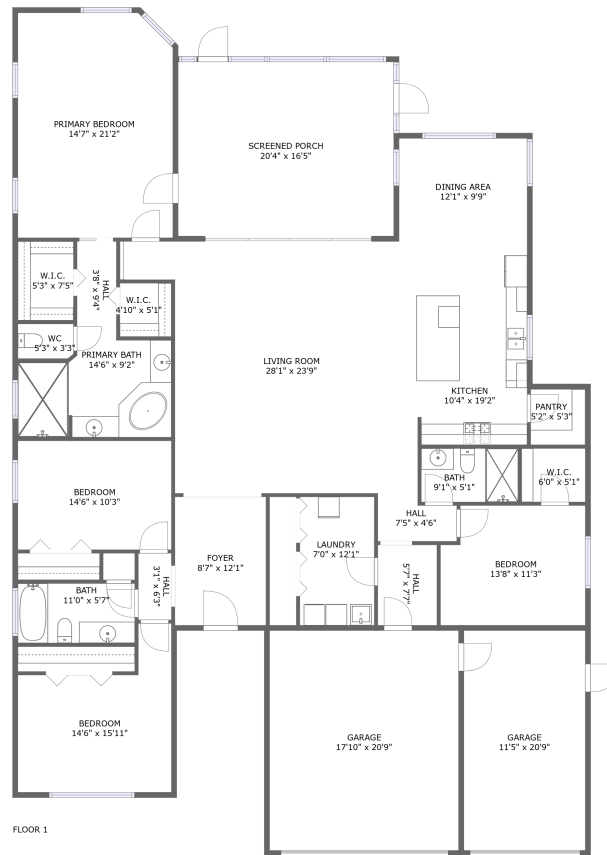 PRIMARY BEDROOM
14'7" x 21'2"
SCREENED PORCH
20'4" x 16'5"
DINING AREA
12'1" x 9'9"
W.I.C.
5'3" x 7'5"
HALL
3'8" x 9'4"
W.I.C.
4'10" x 5'1"
WC
5'3" x 3'3"
PRIMARY BATH
14'6" x 9'2"
LIVING ROOM
28'1" x 23'9"
KITCHEN
10'4" x 19'2"
PANTRY
5'2" x 5'3"
BATH
9'1" x 5'1"
W.I.C.
6'0" x 5'1"
BEDROOM
14'6" x 10'3"
HALL
7'5" x 4'6"
LAUNDRY
7'0" x 12'1"
FOYER
8'7" x 12'1"
HALL
5'7" x 7'7"
BEDROOM
13'8" x 11'3"
BATH
11'0" x 5'7"
HALL
3'1" x 6'3"
BEDROOM
14'6" x 15'11"
GARAGE
17'10" x 20'9"
GARAGE
11'5" x 20'9"
FLOOR 1